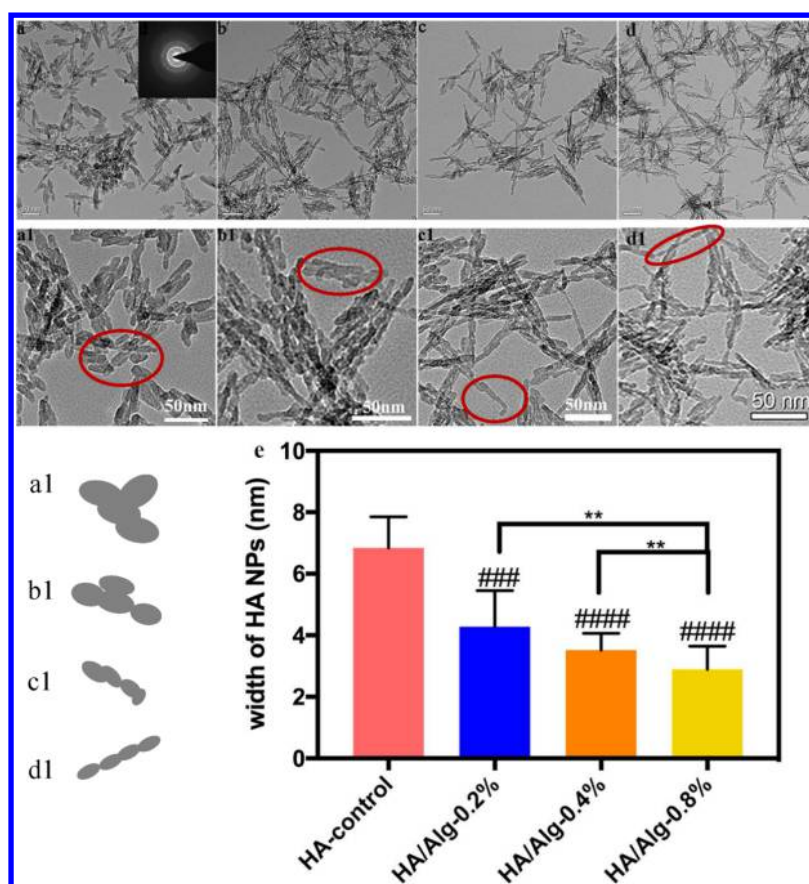 a
b
c
d
a1
b1
c1
d1
50nm
50nm
50nm
50 nm
a1
b1
c1
d1
e
width of HA NPs (nm)
10
8
6
4
2
0
**
**
###
####
####
HA-control
HA/Alg-0.2%
HA/Alg-0.4%
HA/Alg-0.8%